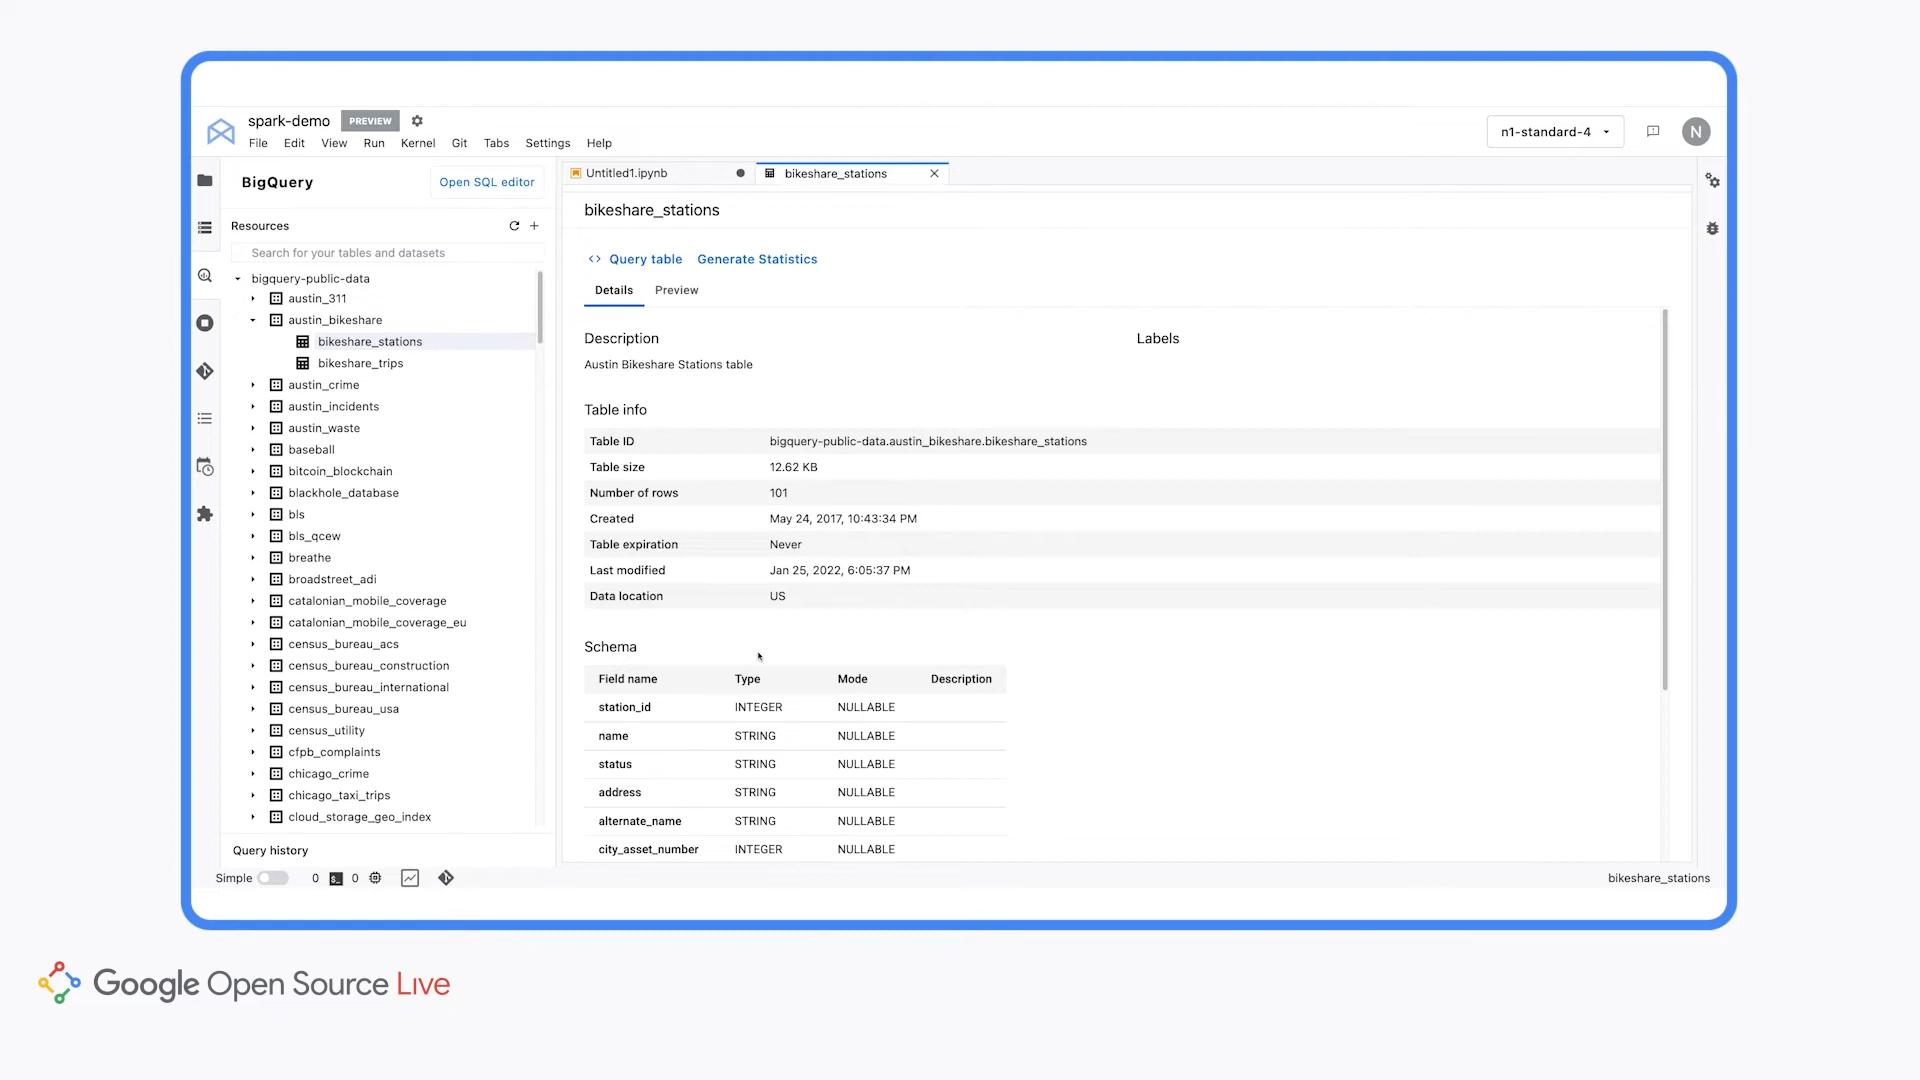 spark-demo PREVIEW
File Edit View Run Kernel Git Tabs Settings Help
n1-standard-4
N
BigQuery
Open SQL editor
Resources
Search for your tables and datasets
bigquery-public-data
austin_311
austin_bikeshare
bikeshare_stations
bikeshare_trips
austin_crime
austin_incidents
austin_waste
baseball
bitcoin_blockchain
blackhole_database
bls
bls_qcew
breathe
broadstreet_adi
catalonian_mobile_coverage
catalonian_mobile_coverage_eu
census_bureau_acs
census_bureau_construction
census_bureau_international
census_bureau_usa
census_utility
cfpb_complaints
chicago_crime
chicago_taxi_trips
cloud_storage_geo_index
Query history
Untitled1.ipynb
bikeshare_stations
bikeshare_stations
Query table Generate Statistics
Details Preview
Description Labels
Austin Bikeshare Stations table
Table info
Table ID bigquery-public-data.austin_bikeshare.bikeshare_stations
Table size 12.62 KB
Number of rows 101
Created May 24, 2017, 10:43:34 PM
Table expiration Never
Last modified Jan 25, 2022, 6:05:37 PM
Data location US
Schema
Field name Type Mode Description
station_id INTEGER NULLABLE
name STRING NULLABLE
status STRING NULLABLE
address STRING NULLABLE
alternate_name STRING NULLABLE
city_asset_number INTEGER NULLABLE
Simple 0 0
bikeshare_stations
Google Open Source Live